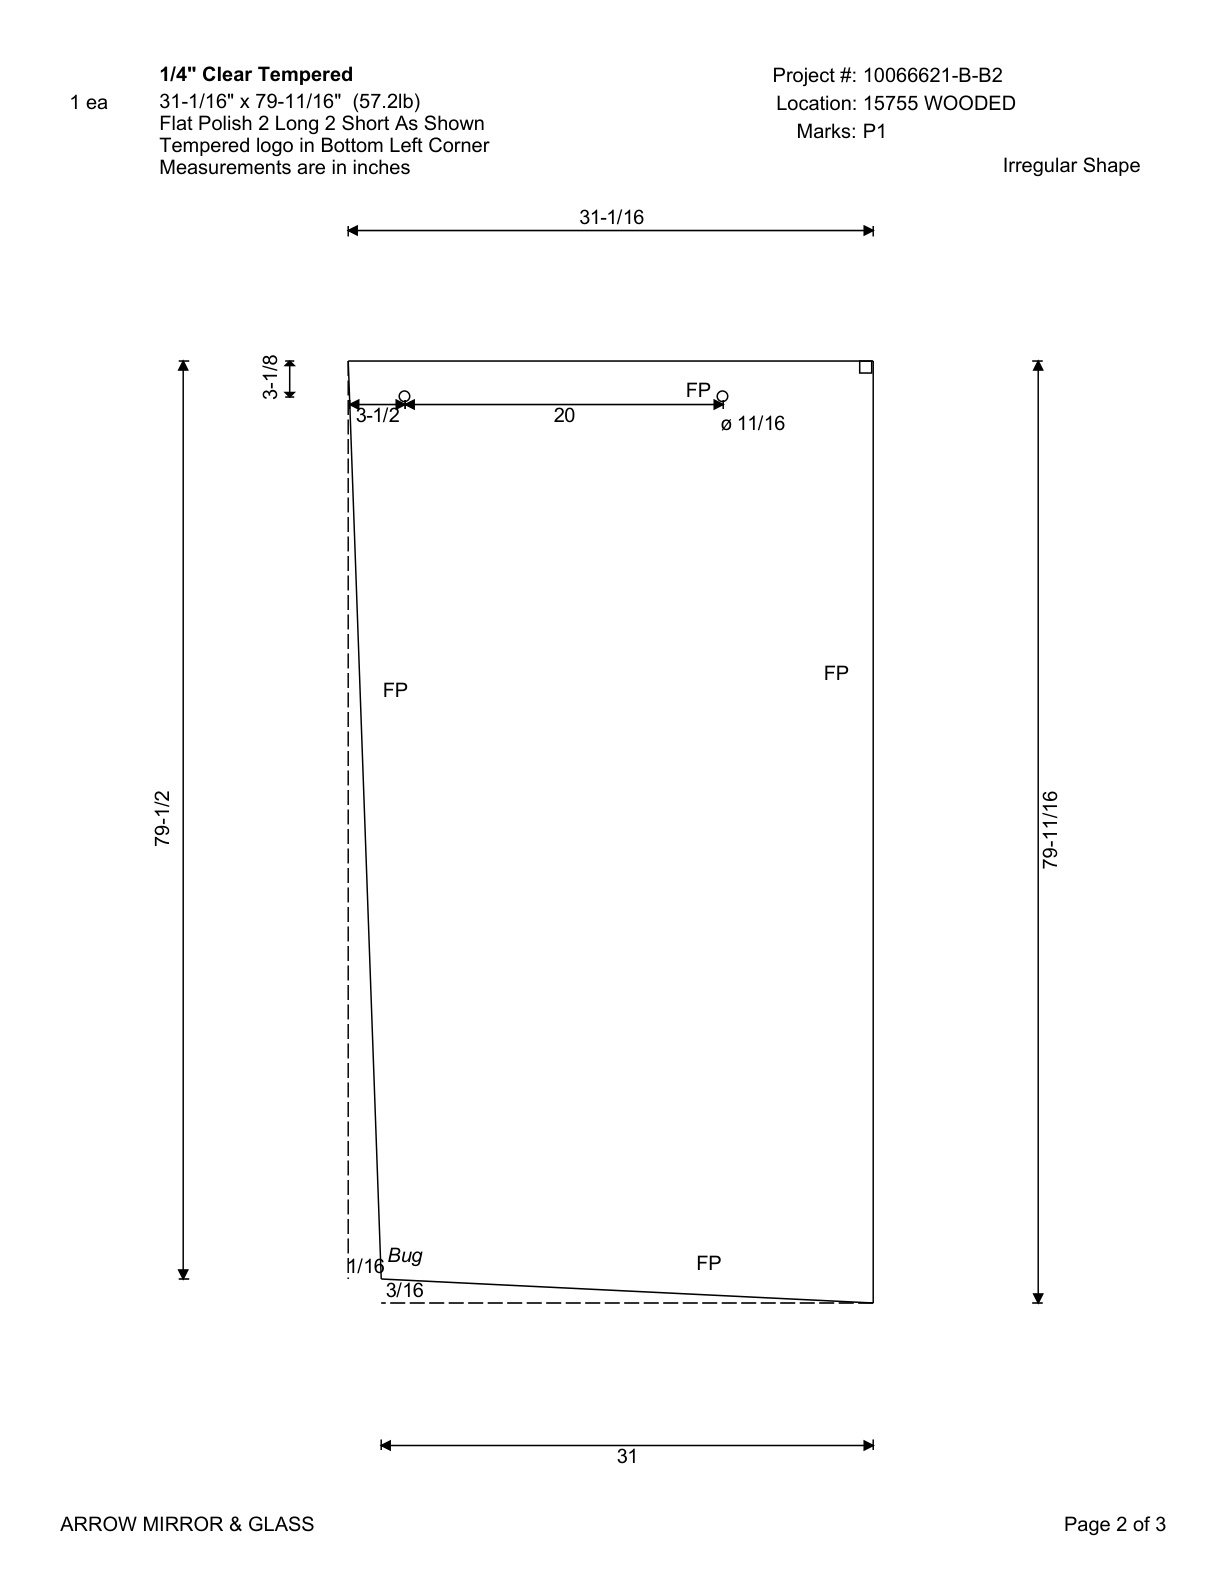 1/4" Clear Tempered
1 ea
31-1/16" x 79-11/16" (57.2lb)
Flat Polish 2 Long 2 Short As Shown
Tempered logo in Bottom Left Corner
Measurements are in inches
Project #: 10066621-B-B2
Location: 15755 WOODED
Marks: P1
Irregular Shape
31-1/16
3-1/8
FP
3-1/2
20
ø 11/16
FP
FP
79-1/2
79-11/16
Bug
1/16
FP
3/16
31
ARROW MIRROR & GLASS
Page 2 of 3